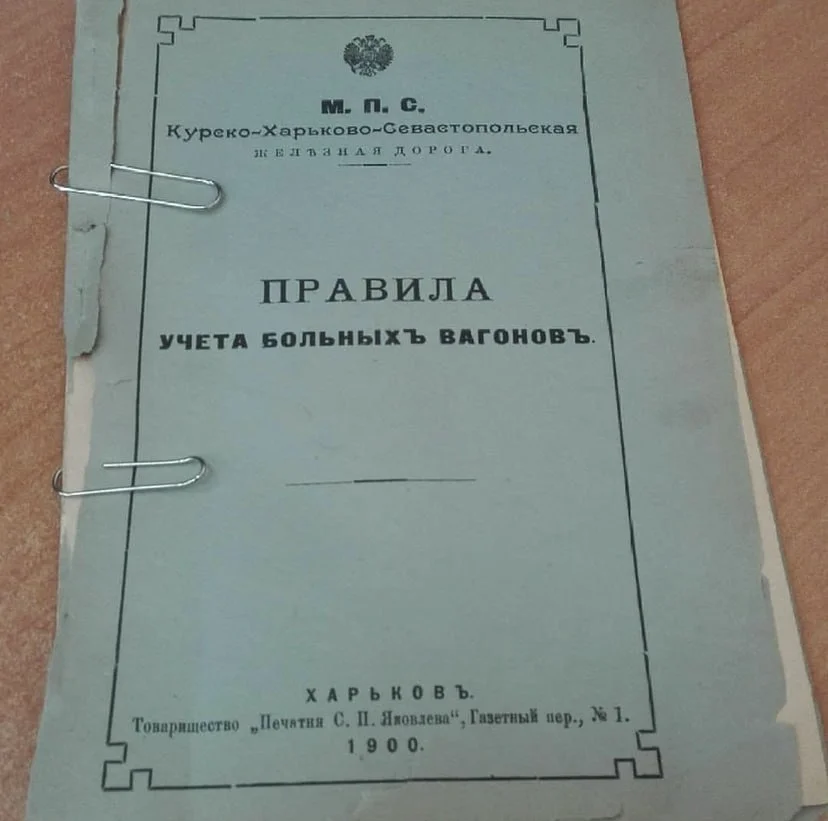 М. П. С.
Курско-Харьково-Севастопольская
ЖЕЛѢЗНАЯ ДОРОГА.
ПРАВИЛА
УЧЕТА БОЛЬНЫХЪ ВАГОНОВЪ.
ХАРЬКОВЪ.
Товарищество „Печатня С. П. Яковлева“, Газетный пер., № 1.
1900.